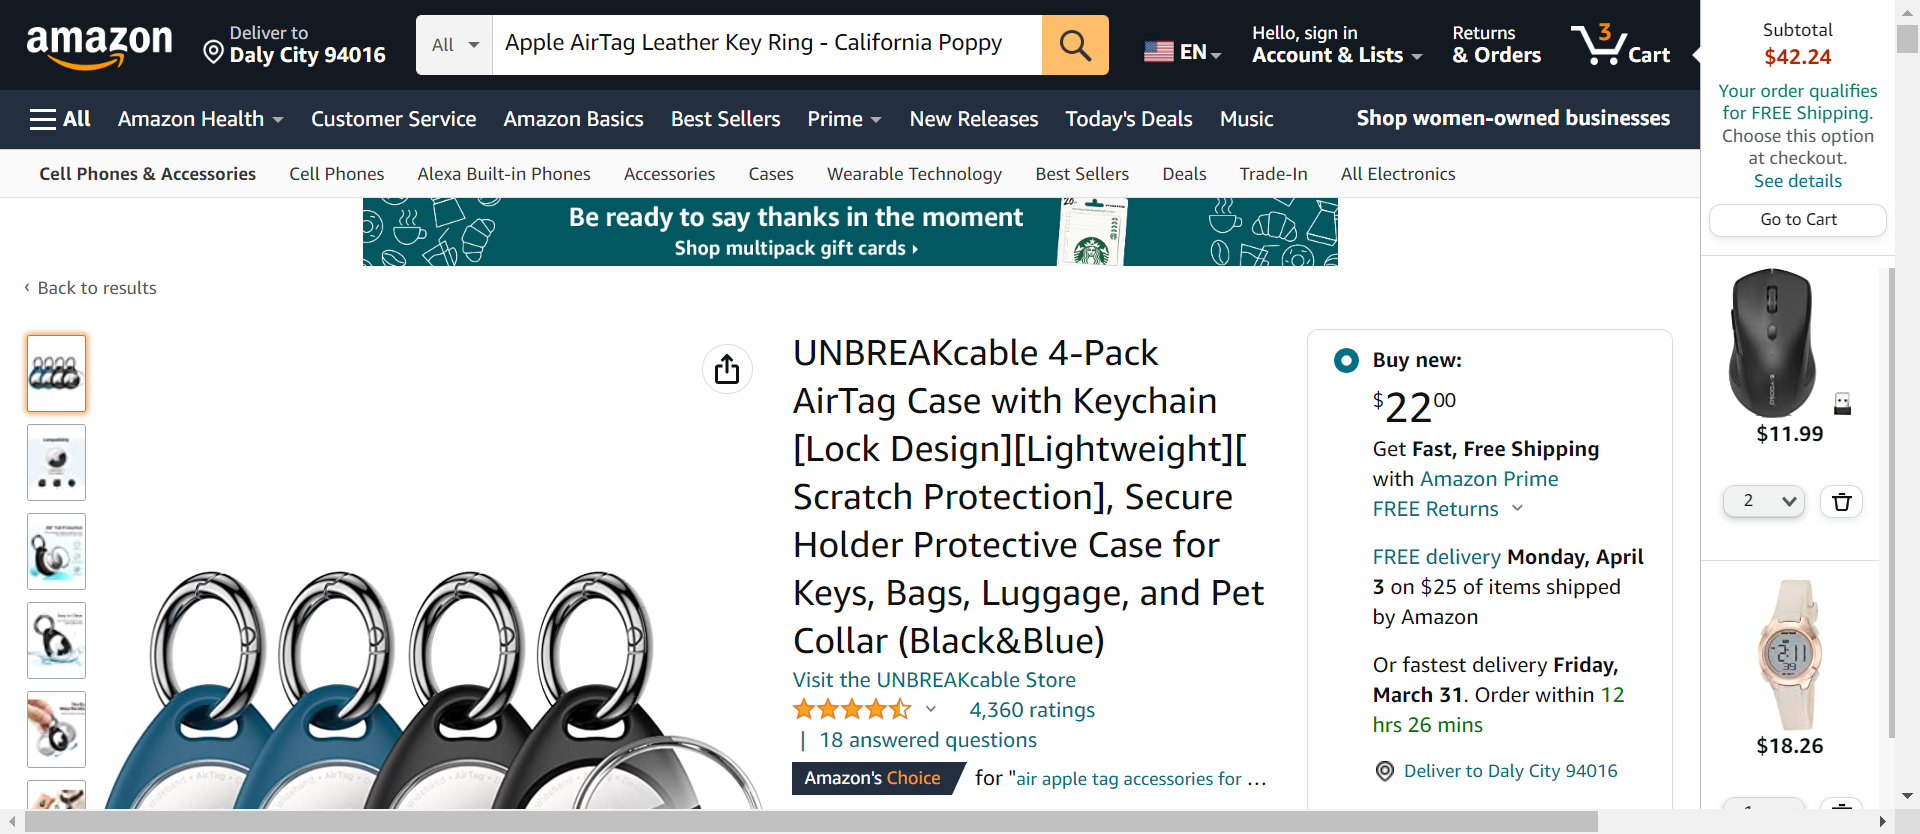 amazon
Deliver to
Daly City 94016
All
Apple AirTag Leather Key Ring - California Poppy
EN
Hello, sign in
Account & Lists
Returns
& Orders
3
Cart
Subtotal
$42.24
Your order qualifies
for FREE Shipping.
Choose this option
at checkout.
See details
Go to Cart
All
Amazon Health
Customer Service
Amazon Basics
Best Sellers
Prime
New Releases
Today's Deals
Music
Shop women-owned businesses
Cell Phones & Accessories
Cell Phones
Alexa Built-in Phones
Accessories
Cases
Wearable Technology
Best Sellers
Deals
Trade-In
All Electronics
Be ready to say thanks in the moment
Shop multipack gift cards ›
‹ Back to results
UNBREAKcable 4-Pack
AirTag Case with Keychain
[Lock Design][Lightweight][
Scratch Protection], Secure
Holder Protective Case for
Keys, Bags, Luggage, and Pet
Collar (Black&Blue)
Visit the UNBREAKcable Store
4,360 ratings
| 18 answered questions
Amazon's Choice
for "air apple tag accessories for ...
Buy new:
$22 00
Get Fast, Free Shipping
with Amazon Prime
FREE Returns
FREE delivery Monday, April
3 on $25 of items shipped
by Amazon
Or fastest delivery Friday,
March 31. Order within 12
hrs 26 mins
Deliver to Daly City 94016
$11.99
2
2:11
39
$18.26